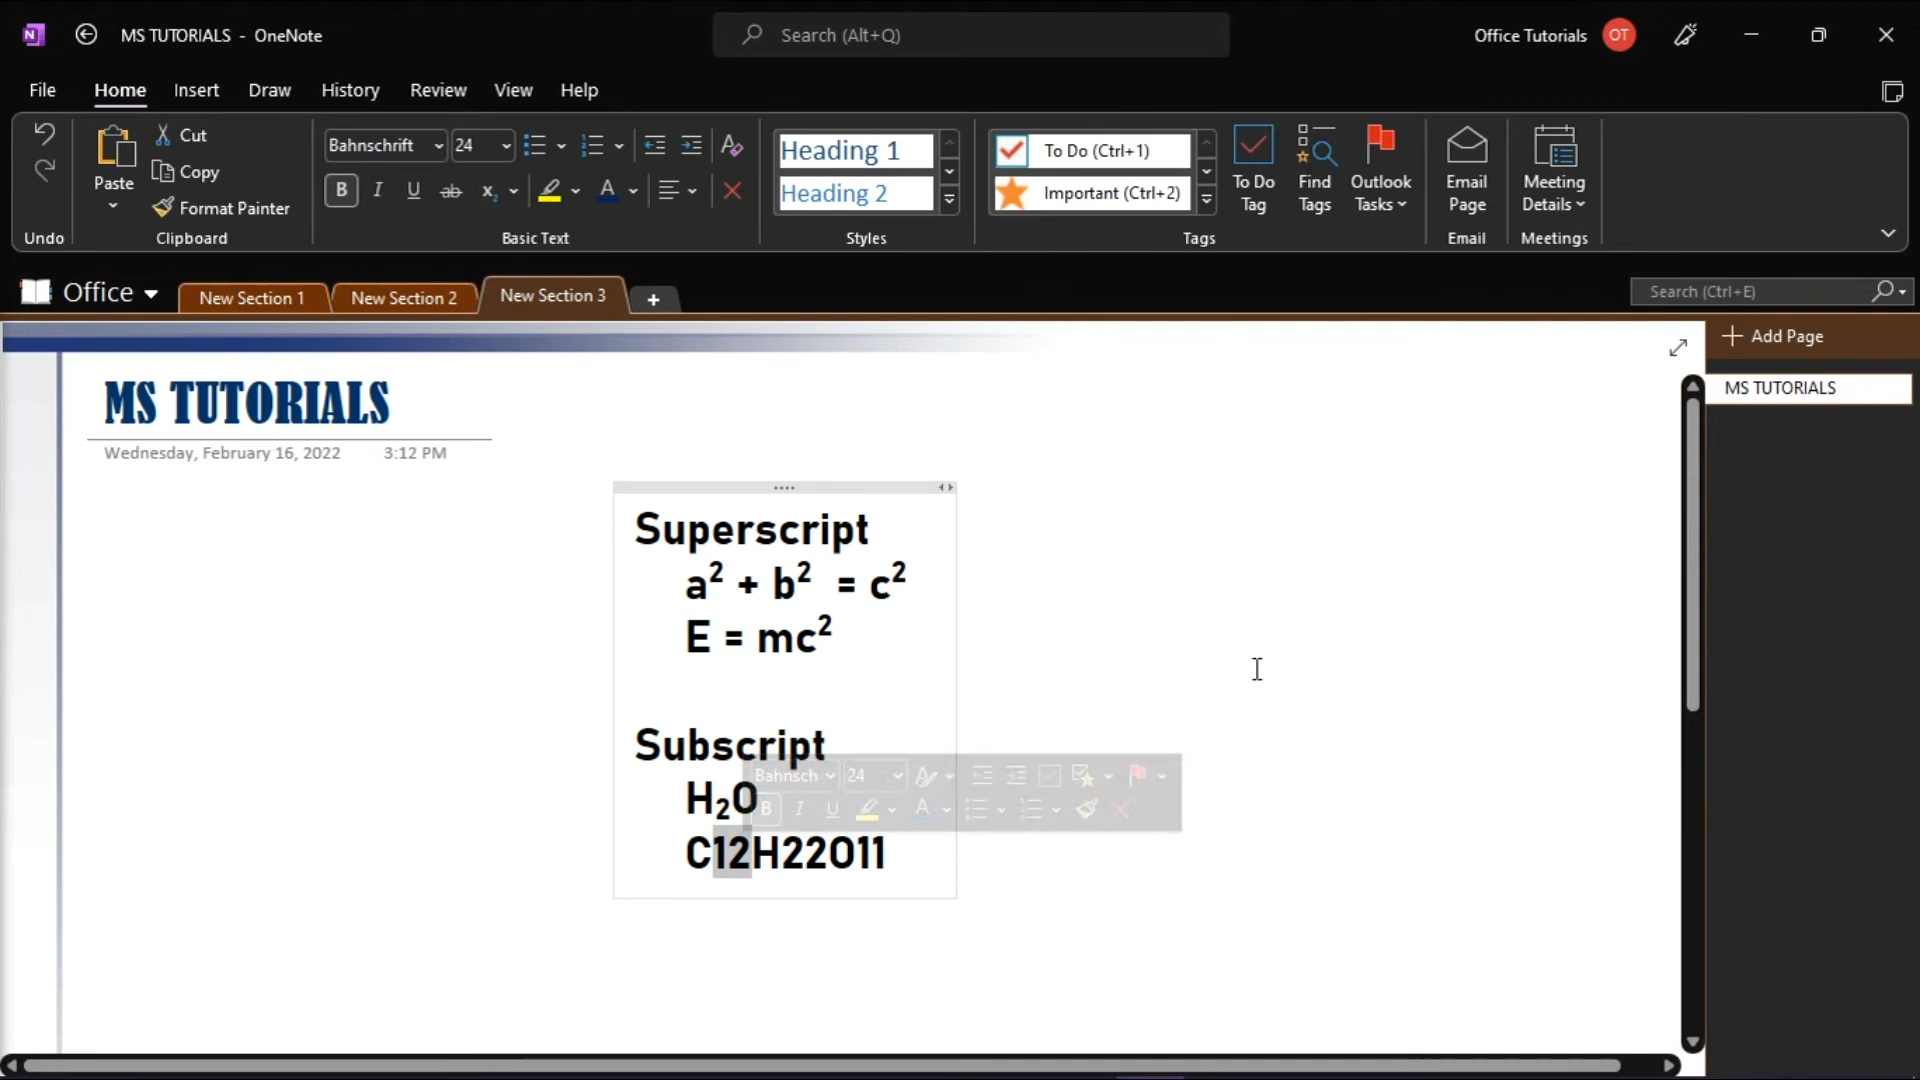 MS TUTORIALS - OneNote
Search (Alt+Q)
Office Tutorials OT
File Home Insert Draw History Review View Help
Paste
Cut
Copy
Format Painter
Bahnschrift 24
B I U ab x₂ A
Heading 1
Heading 2
To Do (Ctrl+1)
Important (Ctrl+2)
To Do Tag
Find Tags
Outlook Tasks
Email Page
Meeting Details
Undo Clipboard Basic Text Styles Tags Email Meetings
Office New Section 1 New Section 2 New Section 3 +
Search (Ctrl+E)
Add Page
MS TUTORIALS
MS TUTORIALS
Wednesday, February 16, 2022 3:12 PM
Superscript
a² + b² = c²
E = mc²
Subscript
Bahnsch 24
H₂O
B I U A
C12H22O11